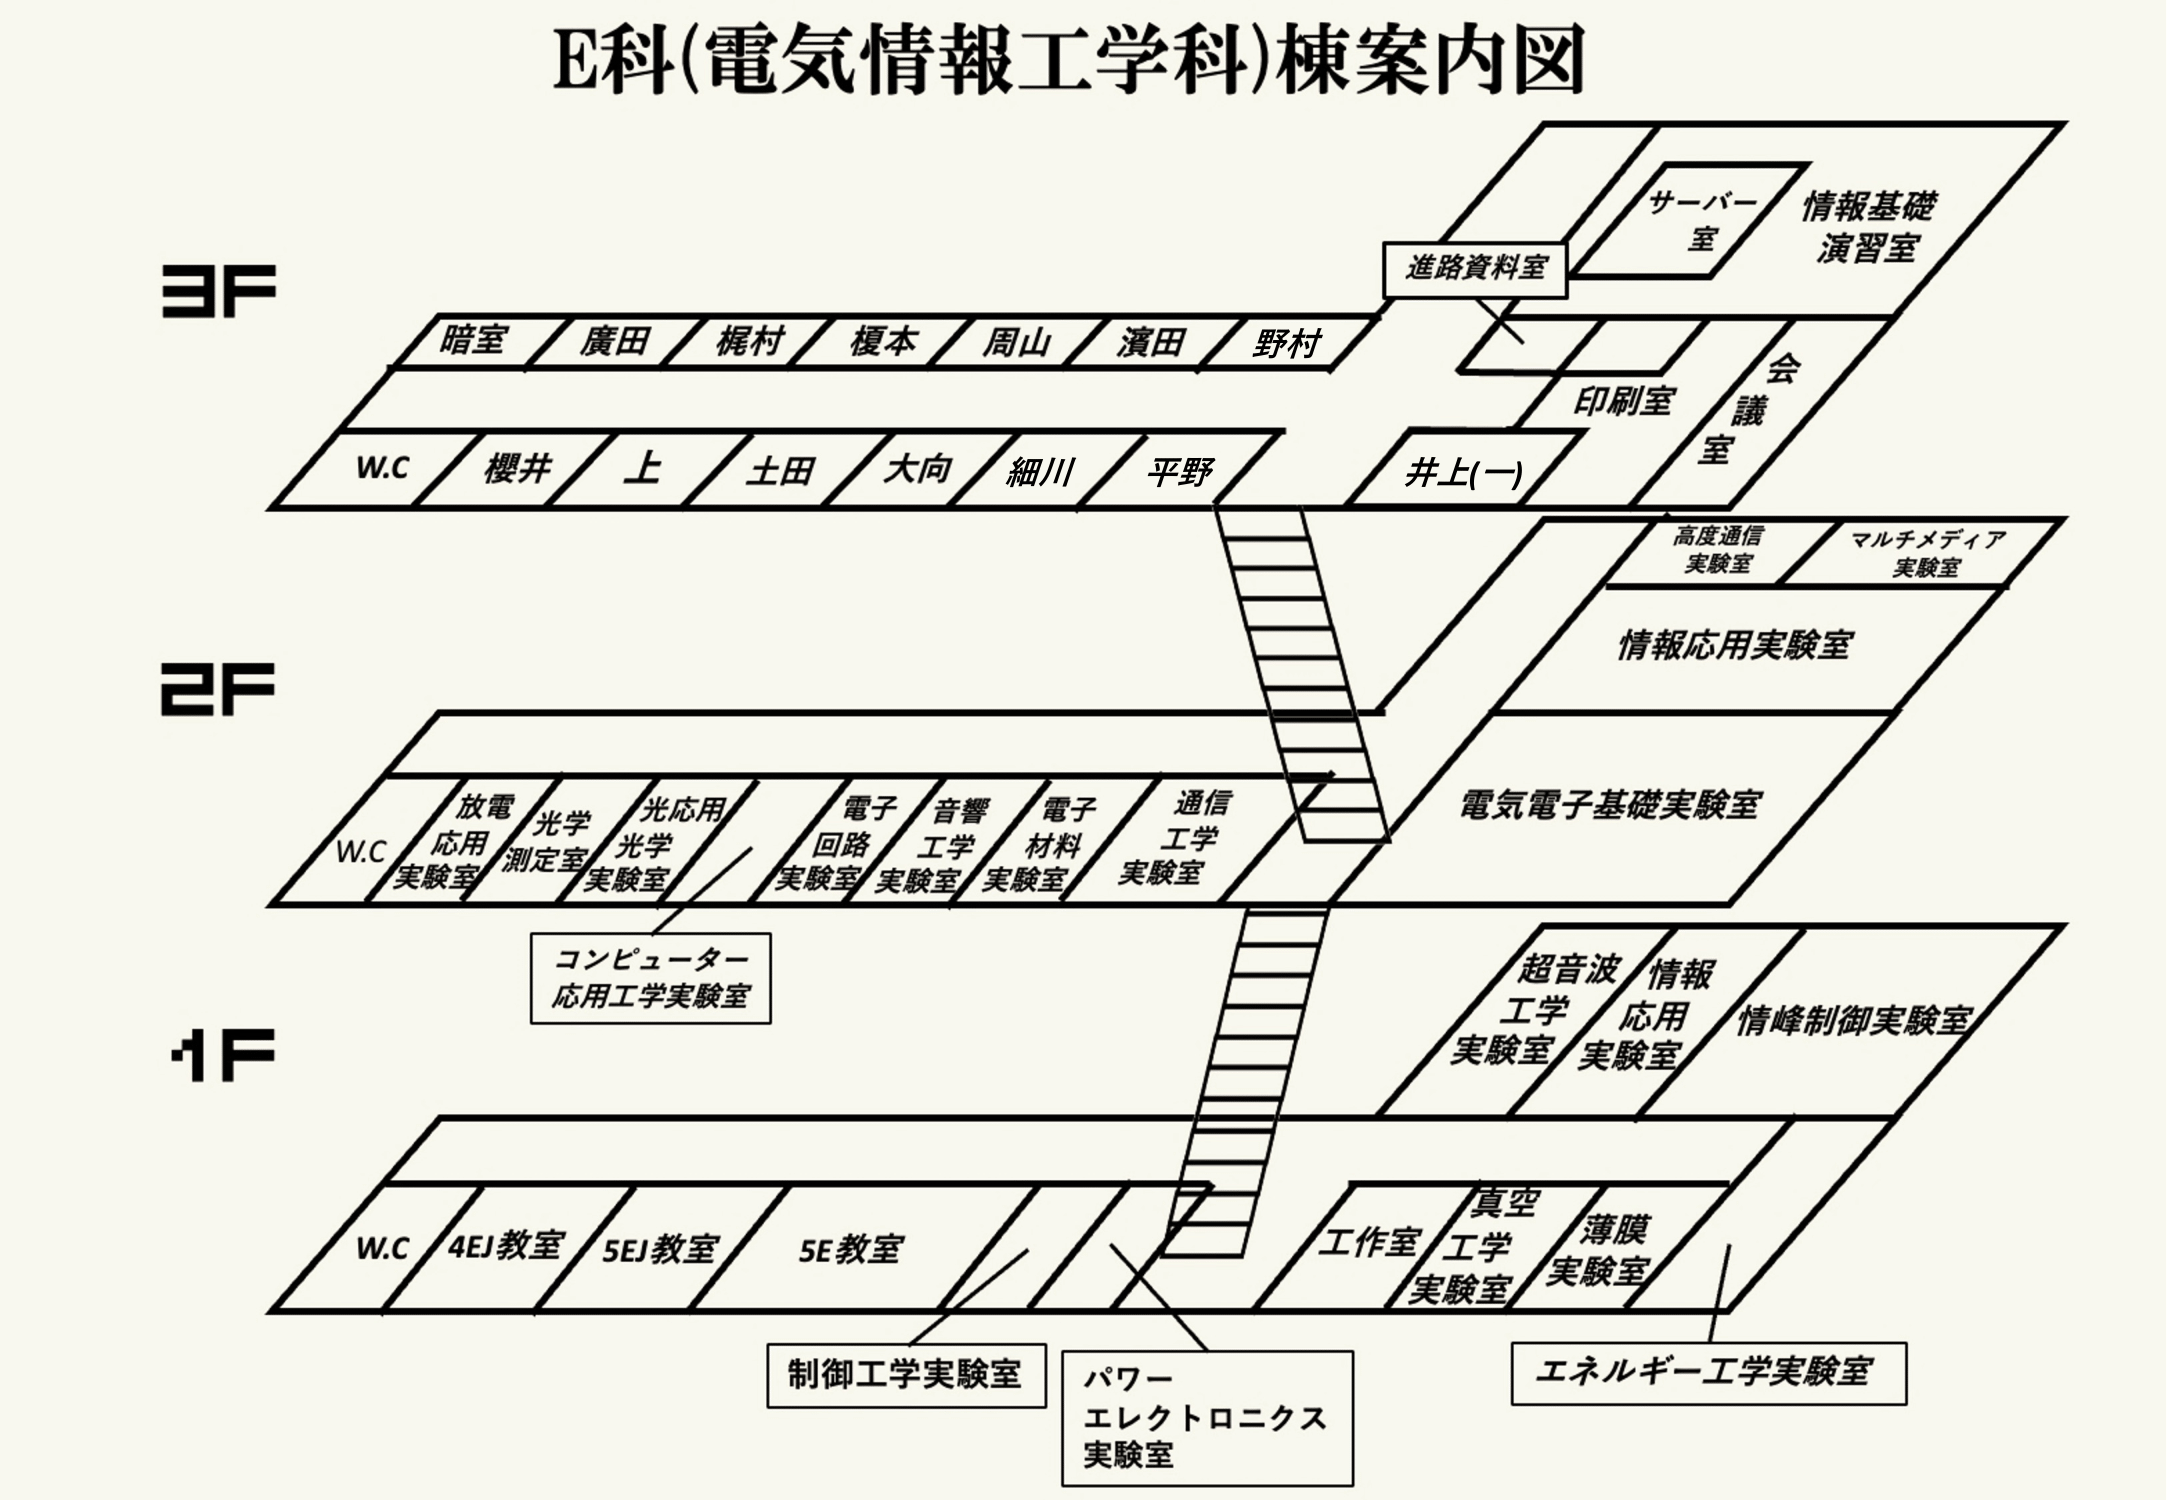 E科(電気情報工学科)棟案内図
3F
サーバー
室
情報基礎
演習室
進路資料室
暗室
廣田
梶村
榎本
周山
濱田
野村
印刷室
会
議
室
W.C
櫻井
上
土田
大向
細川
平野
井上(一)
2F
高度通信
実験室
マルチメディア
実験室
情報応用実験室
電気電子基礎実験室
W.C
放電
応用
実験室
光学
測定室
光応用
光学
実験室
電子
回路
実験室
音響
工学
実験室
電子
材料
実験室
通信
工学
実験室
コンピューター
応用工学実験室
1F
超音波
工学
実験室
情報
応用
実験室
情峰制御実験室
W.C
4EJ教室
5EJ教室
5E教室
工作室
真空
工学
実験室
薄膜
実験室
制御工学実験室
パワー
エレクトロニクス
実験室
エネルギー工学実験室